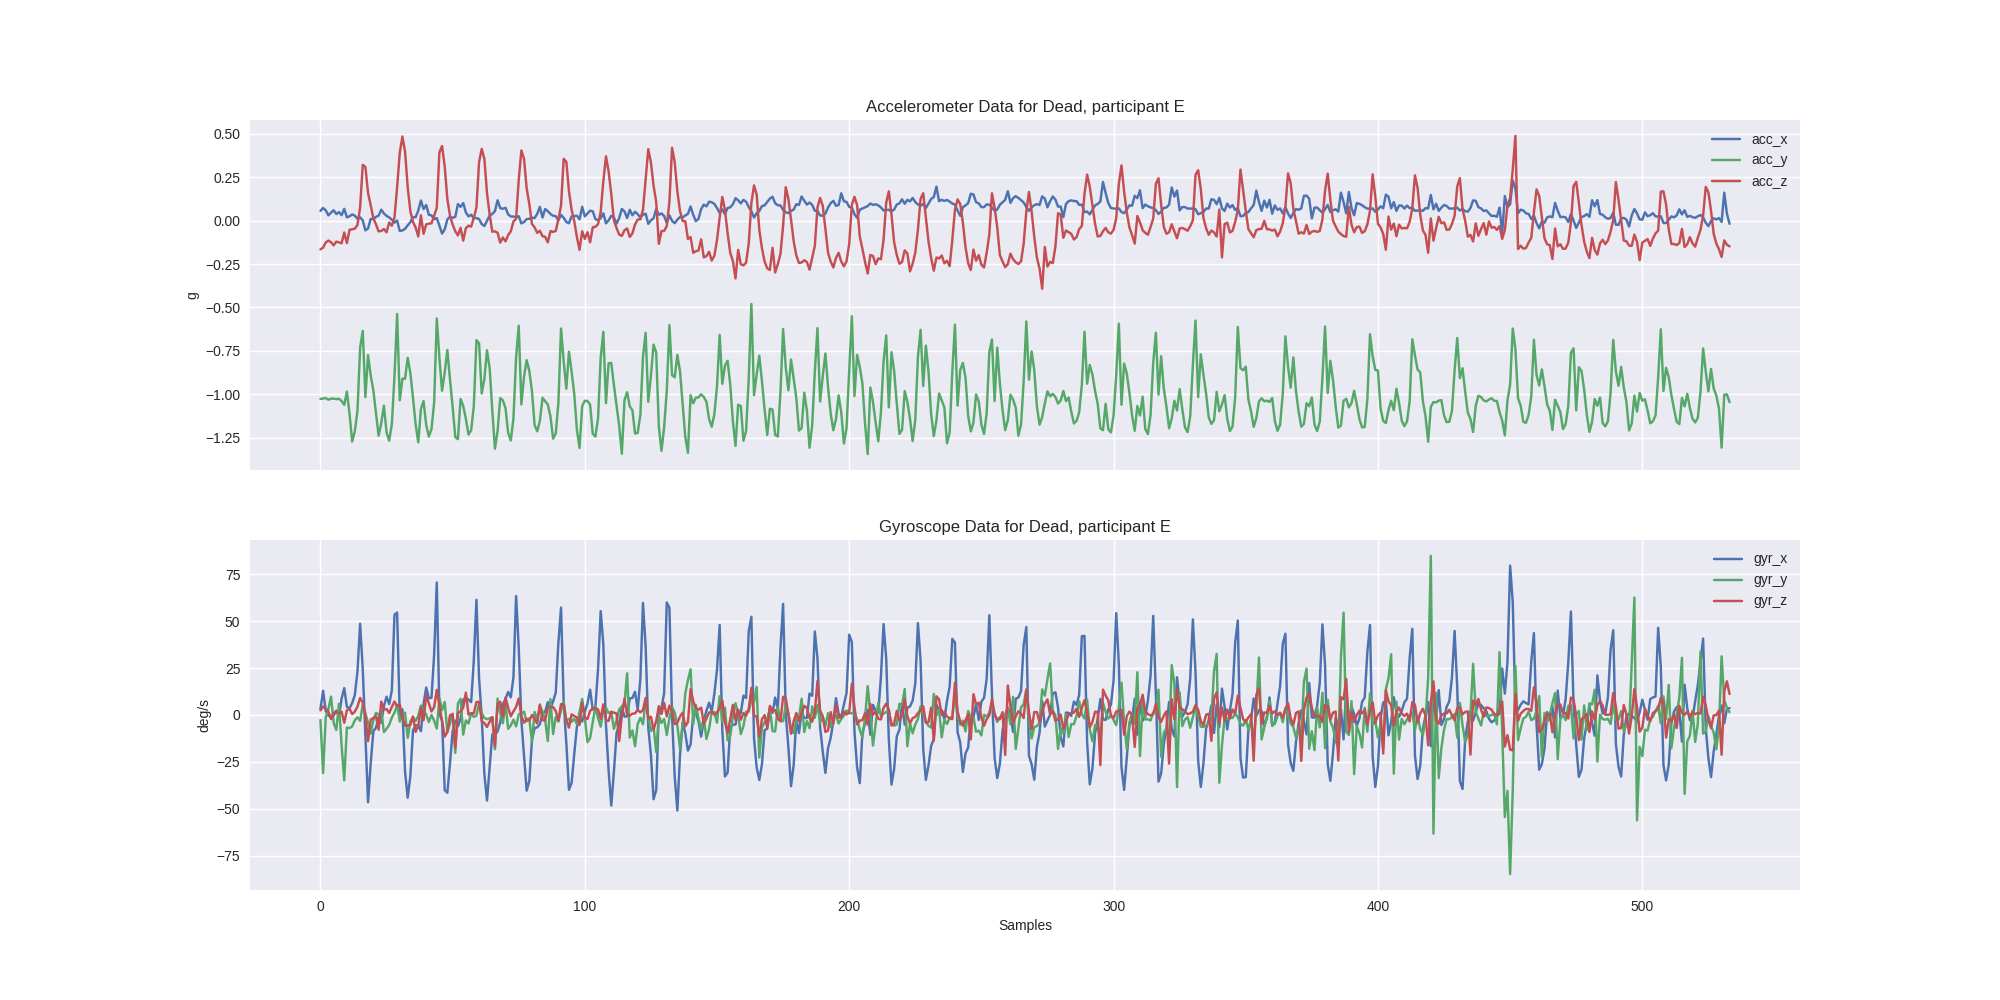 Accelerometer Data for Dead, participant E
0.50
0.25
0.00
−0.25
−0.50
−0.75
−1.00
−1.25
g
acc_x
acc_y
acc_z
Gyroscope Data for Dead, participant E
75
50
25
0
−25
−50
−75
deg/s
gyr_x
gyr_y
gyr_z
0 100 200 300 400 500
Samples